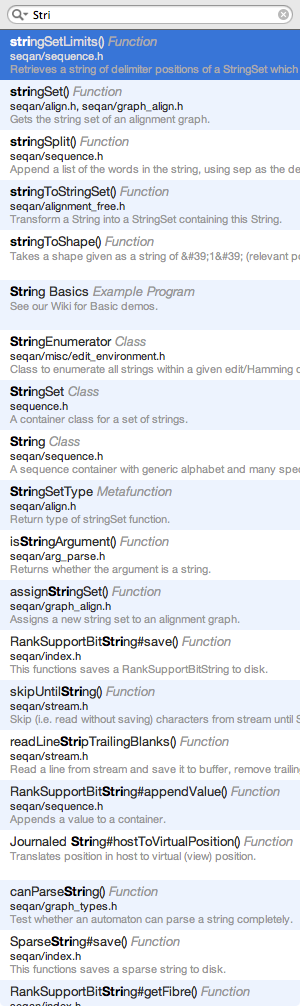 Stri
stringSetLimits() Function
seqan/sequence.h
Retrieves a string of delimiter positions of a StringSet which
stringSet() Function
seqan/align.h, seqan/graph_align.h
Gets the string set of an alignment graph.
stringSplit() Function
seqan/sequence.h
Append a list of the words in the string, using sep as the de
stringToStringSet() Function
seqan/alignment_free.h
Transform a String into a StringSet containing this String.
stringToShape() Function
Takes a shape given as a string of &#39;1&#39; (relevant po
String Basics Example Program
See our Wiki for Basic demos.
StringEnumerator Class
seqan/misc/edit_environment.h
Class to enumerate all strings within a given edit/Hamming d
StringSet Class
sequence.h
A container class for a set of strings.
String Class
seqan/sequence.h
A sequence container with generic alphabet and many spec
StringSetType Metafunction
seqan/align.h
Return type of stringSet function.
isStringArgument() Function
seqan/arg_parse.h
Returns whether the argument is a string.
assignStringSet() Function
seqan/graph_align.h
Assigns a new string set to an alignment graph.
RankSupportBitString#save() Function
seqan/index.h
This functions saves a RankSupportBitString to disk.
skipUntilString() Function
seqan/stream.h
Skip (i.e. read without saving) characters from stream until S
readLineStripTrailingBlanks() Function
seqan/stream.h
Read a line from stream and save it to buffer, remove trailing
RankSupportBitString#appendValue() Function
seqan/sequence.h
Appends a value to a container.
Journaled String#hostToVirtualPosition() Function
Translates position in host to virtual (view) position.
canParseString() Function
seqan/graph_types.h
Test whether an automaton can parse a string completely.
SparseString#save() Function
seqan/index.h
This functions saves a sparse string to disk.
RankSupportBitString#getFibre() Function
seqan/index.h